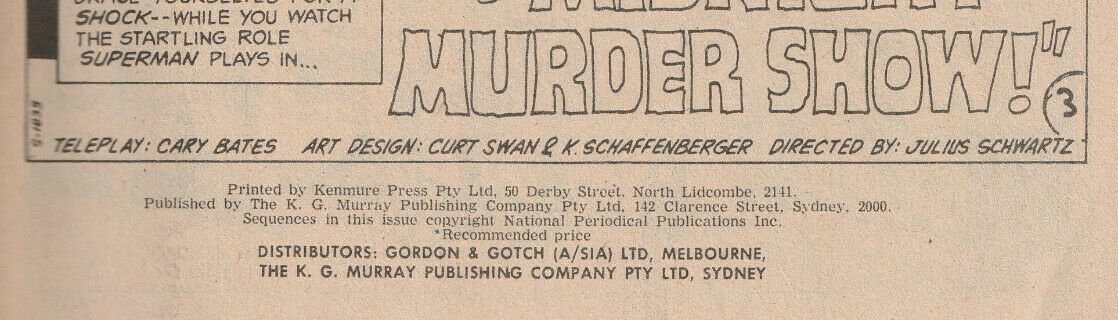 SHOCK--WHILE YOU WATCH
THE STARTLING ROLE
SUPERMAN PLAYS IN...
MIDNIGHT
MURDER SHOW!"
3
TELEPLAY: CARY BATES ART DESIGN: CURT SWAN & K. SCHAFFENBERGER DIRECTED BY: JULIUS SCHWARTZ
Printed by Kenmure Press Pty Ltd, 50 Derby Street, North Lidcombe, 2141.
Published by The K. G. Murray Publishing Company Pty Ltd, 142 Clarence Street, Sydney, 2000.
Sequences in this issue copyright National Periodical Publications Inc.
*Recommended price
DISTRIBUTORS: GORDON & GOTCH (A/SIA) LTD, MELBOURNE,
THE K. G. MURRAY PUBLISHING COMPANY PTY LTD, SYDNEY